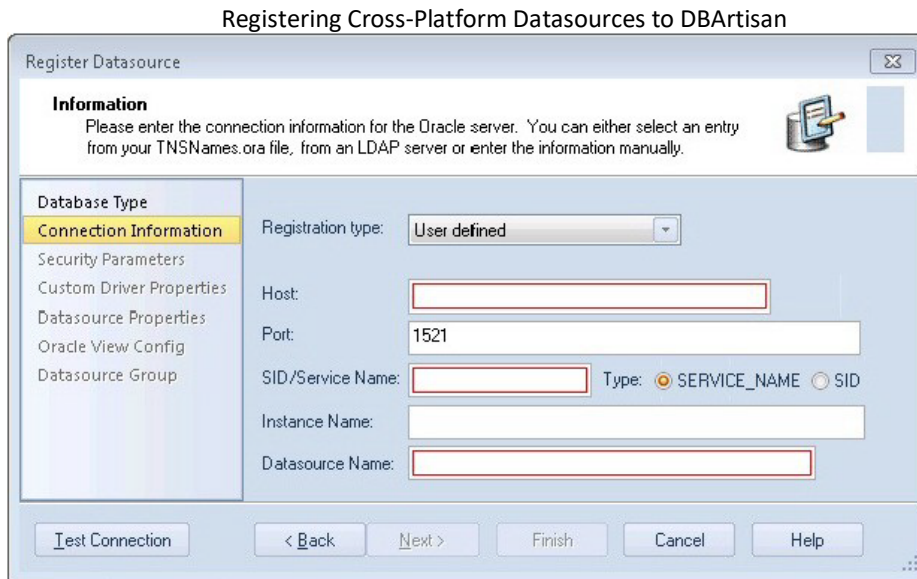 Registering Cross-Platform Datasources to DBArtisan
Register Datasource
Information
Please enter the connection information for the Oracle server. You can either select an entry
from your TNSNames.ora file, from an LDAP server or enter the information manually.
Database Type
Connection Information
Security Parameters
Custom Driver Properties
Datasource Properties
Oracle View Config
Datasource Group
Registration type: User defined
Host:
Port: 1521
SID/Service Name: Type: SERVICE_NAME SID
Instance Name:
Datasource Name:
Test Connection < Back Next > Finish Cancel Help